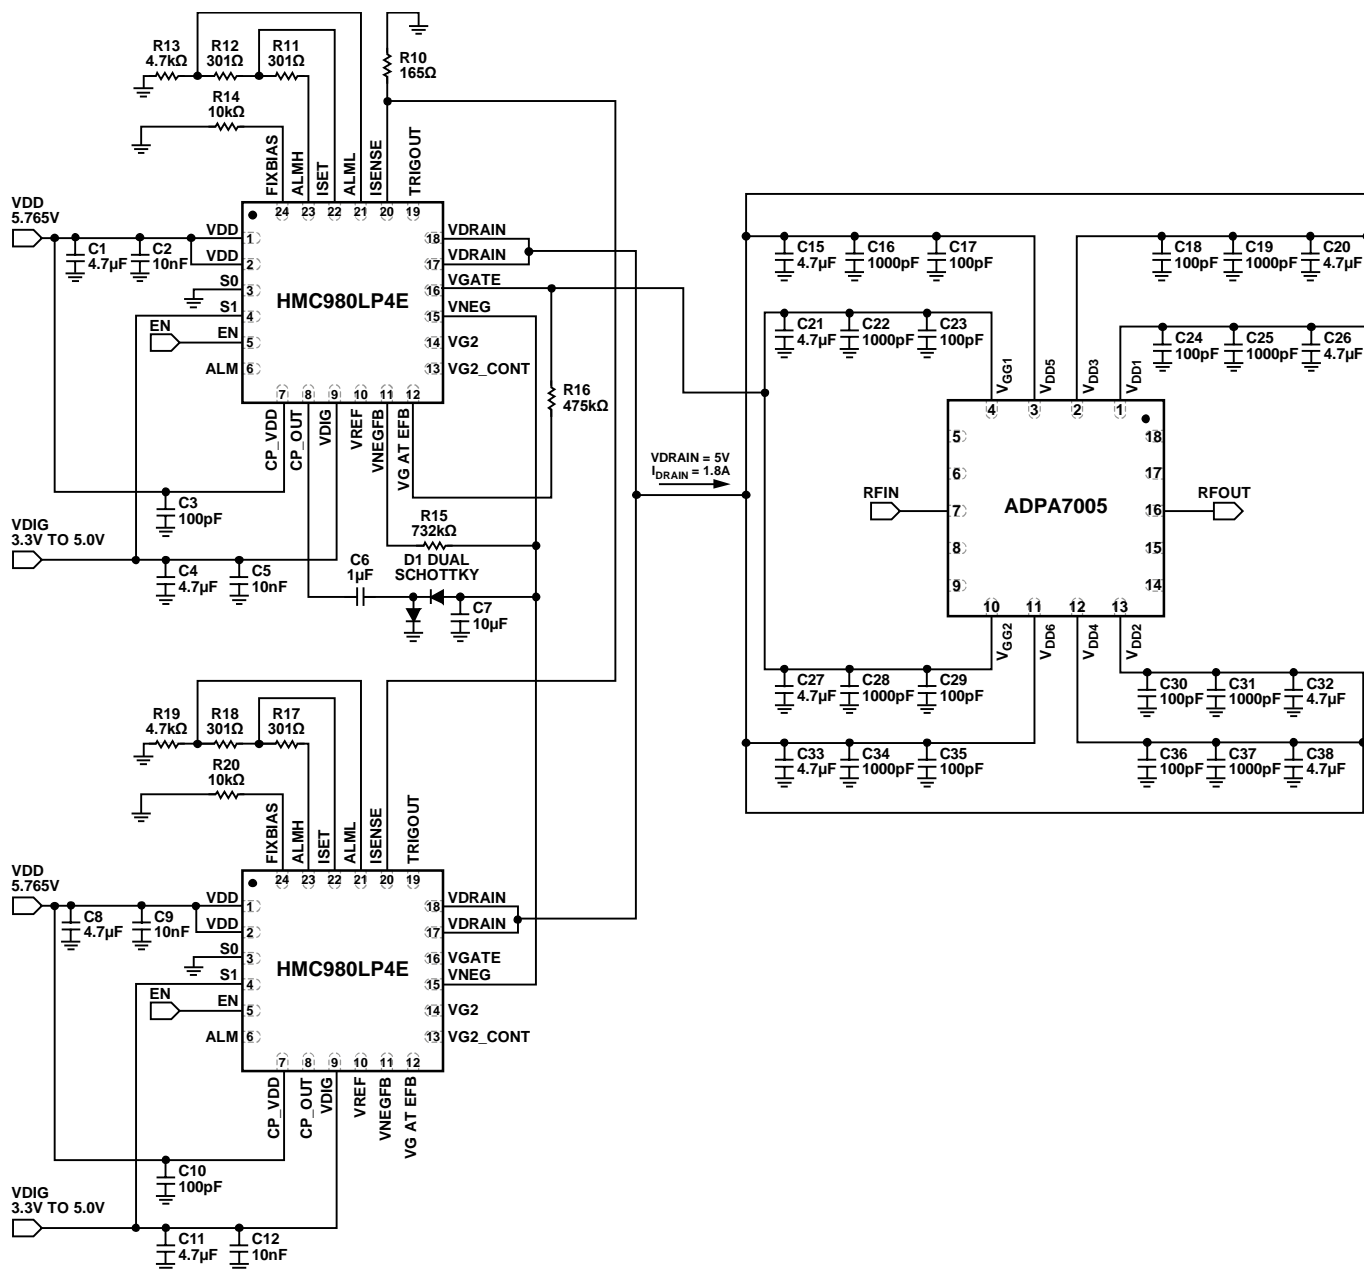 R13
4.7kΩ
R12
301Ω
R11
301Ω
R10
165Ω
R14
10kΩ
FIXBIAS
ALMH
ISET
ALML
ISENSE
TRIGOUT
24
23
22
21
20
19
VDD
5.765V
C1
4.7µF
C2
10nF
VDD
1
VDD
2
S0
3
S1
4
EN
EN
5
ALM
6
HMC980LP4E
18
VDRAIN
17
VDRAIN
16
VGATE
15
VNEG
14
VG2
13
VG2_CONT
7
8
9
10
11
12
CP_VDD
CP_OUT
VDIG
VREF
VNEGFB
VG AT EFB
R16
475kΩ
C3
100pF
VDIG
3.3V TO 5.0V
C4
4.7µF
C5
10nF
R15
732kΩ
D1 DUAL
SCHOTTKY
C6
1µF
C7
10µF
VDRAIN = 5V
IDRAIN = 1.8A
C15
4.7µF
C16
1000pF
C17
100pF
C18
100pF
C19
1000pF
C20
4.7µF
C21
4.7µF
C22
1000pF
C23
100pF
C24
100pF
C25
1000pF
C26
4.7µF
VGG1
VDD5
VDD3
VDD1
4
3
2
1
5
6
7
8
9
18
17
16
15
14
RFIN
ADPA7005
RFOUT
10
11
12
13
VGG2
VDD6
VDD4
VDD2
C27
4.7µF
C28
1000pF
C29
100pF
C30
100pF
C31
1000pF
C32
4.7µF
C33
4.7µF
C34
1000pF
C35
100pF
C36
100pF
C37
1000pF
C38
4.7µF
R19
4.7kΩ
R18
301Ω
R17
301Ω
R20
10kΩ
FIXBIAS
ALMH
ISET
ALML
ISENSE
TRIGOUT
24
23
22
21
20
19
VDD
5.765V
C8
4.7µF
C9
10nF
VDD
1
VDD
2
S0
3
S1
4
EN
EN
5
ALM
6
HMC980LP4E
18
VDRAIN
17
VDRAIN
16
VGATE
15
VNEG
14
VG2
13
VG2_CONT
7
8
9
10
11
12
CP_VDD
CP_OUT
VDIG
VREF
VNEGFB
VG AT EFB
C10
100pF
VDIG
3.3V TO 5.0V
C11
4.7µF
C12
10nF